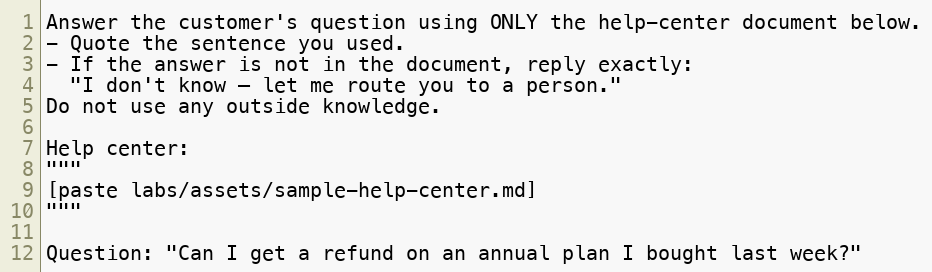 1 Answer the customer's question using ONLY the help-center document below.
2 - Quote the sentence you used.
3 - If the answer is not in the document, reply exactly:
4   "I don't know — let me route you to a person."
5 Do not use any outside knowledge.
6
7 Help center:
8 """
9 [paste labs/assets/sample-help-center.md]
10 """
11
12 Question: "Can I get a refund on an annual plan I bought last week?"